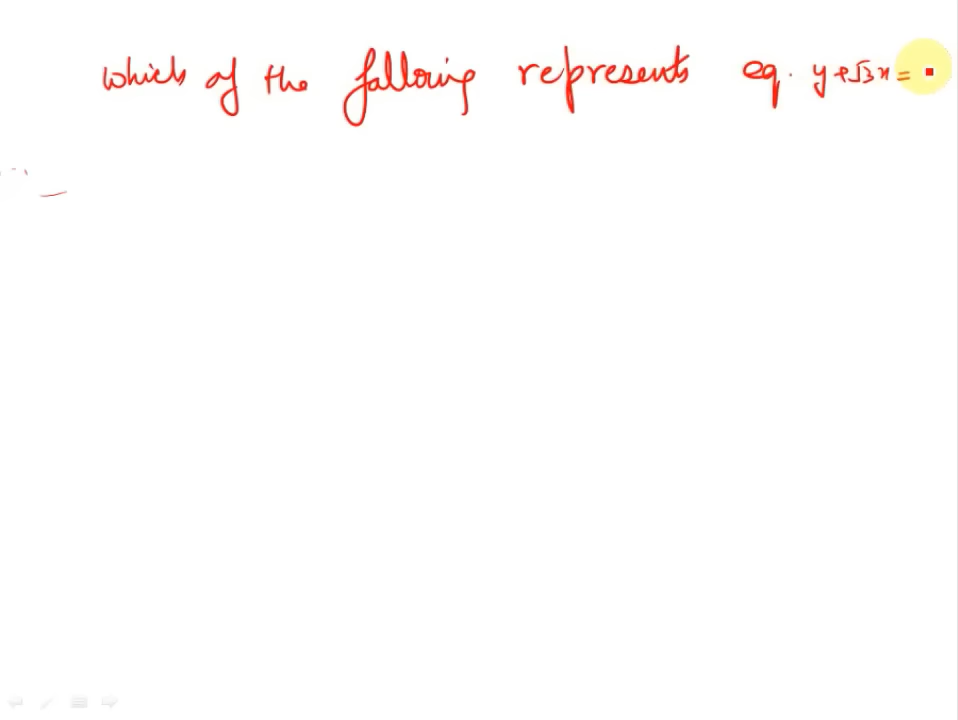 which of the following represents eq. y+√3x=